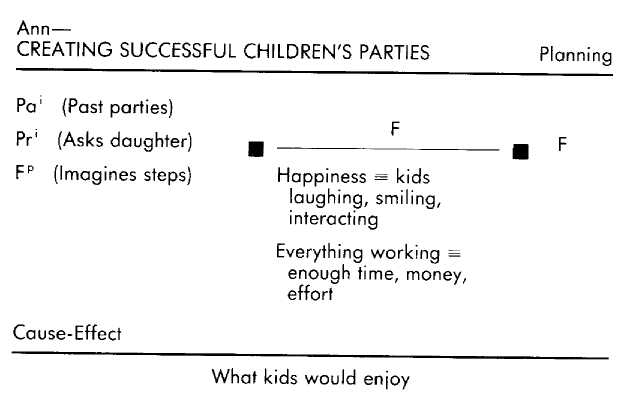 Ann—
CREATING SUCCESSFUL CHILDREN'S PARTIES Planning
Paⁱ (Past parties)
Prⁱ (Asks daughter)
Fᵖ (Imagines steps)
F
F
Happiness ≡ kids
laughing, smiling,
interacting
Everything working ≡
enough time, money,
effort
Cause-Effect
What kids would enjoy